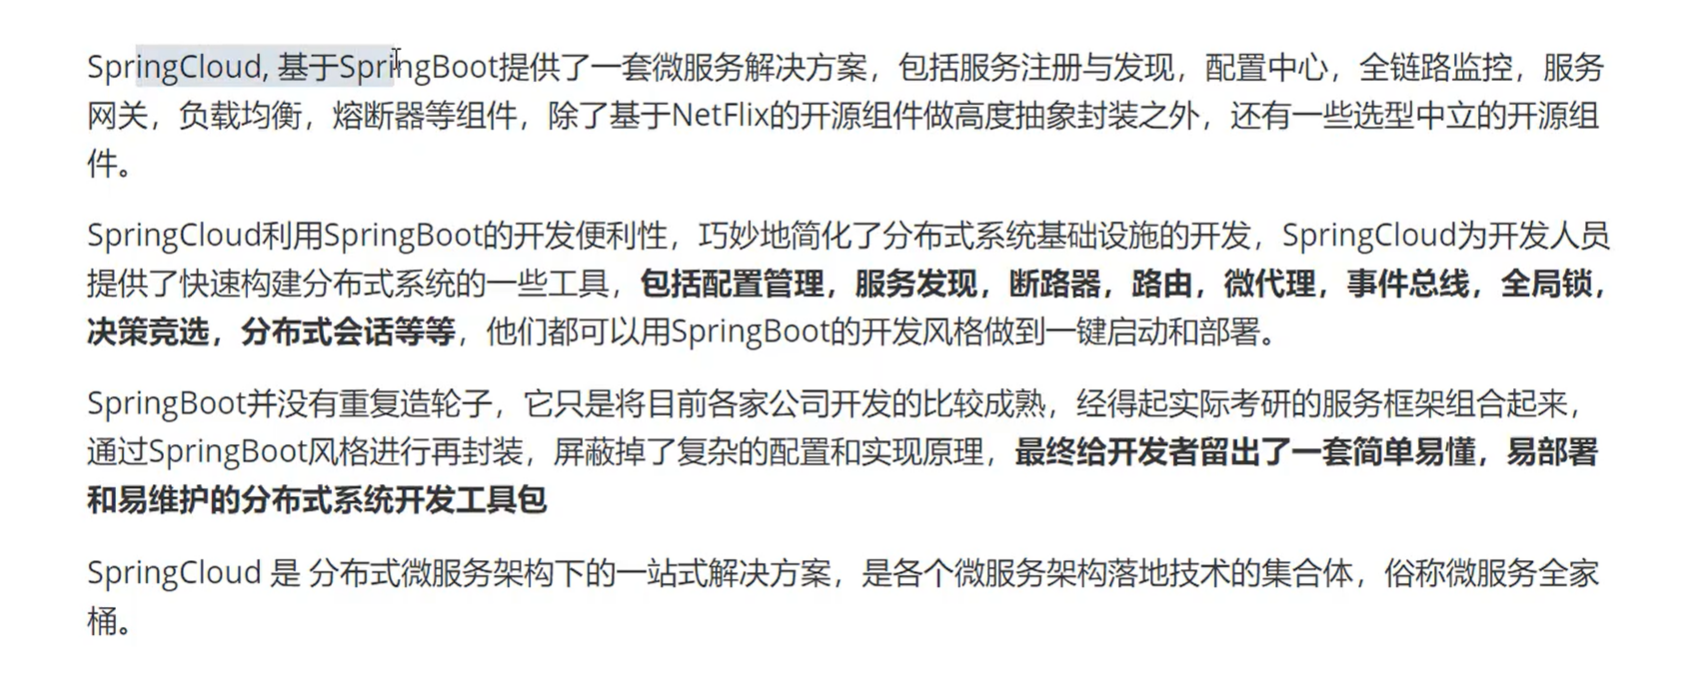 SpringCloud, 基于SpringBoot提供了一套微服务解决方案，包括服务注册与发现，配置中心，全链路监控，服务
网关，负载均衡，熔断器等组件，除了基于NetFlix的开源组件做高度抽象封装之外，还有一些选型中立的开源组
件。
SpringCloud利用SpringBoot的开发便利性，巧妙地简化了分布式系统基础设施的开发，SpringCloud为开发人员
提供了快速构建分布式系统的一些工具，包括配置管理，服务发现，断路器，路由，微代理，事件总线，全局锁，
决策竞选，分布式会话等等，他们都可以用SpringBoot的开发风格做到一键启动和部署。
SpringBoot并没有重复造轮子，它只是将目前各家公司开发的比较成熟，经得起实际考研的服务框架组合起来，
通过SpringBoot风格进行再封装，屏蔽掉了复杂的配置和实现原理，最终给开发者留出了一套简单易懂，易部署
和易维护的分布式系统开发工具包
SpringCloud 是 分布式微服务架构下的一站式解决方案，是各个微服务架构落地技术的集合体，俗称微服务全家
桶。